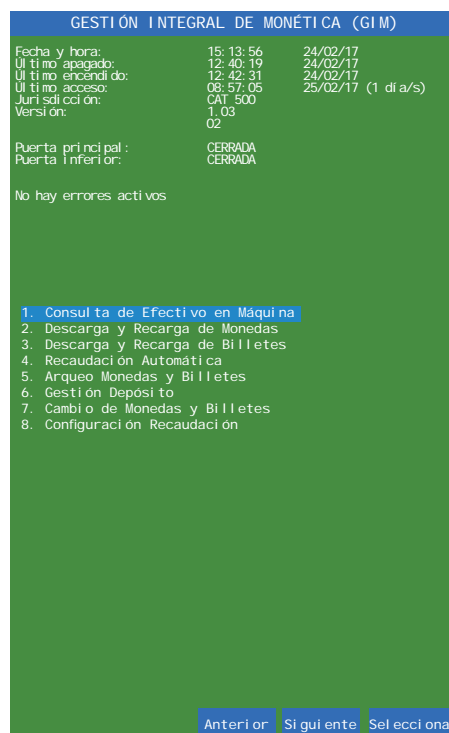 GESTIÓN INTEGRAL DE MONÉTICA (GIM)
Fecha y hora: 15:13:56 24/02/17
Último apagado: 12:40:19 24/02/17
Último encendido: 12:42:31 24/02/17
Último acceso: 08:57:05 25/02/17 (1 día/s)
Jurisdicción: CAT 500
Versión: 1.03
02
Puerta principal: CERRADA
Puerta inferior: CERRADA
No hay errores activos
1. Consulta de Efectivo en Máquina
2. Descarga y Recarga de Monedas
3. Descarga y Recarga de Billetes
4. Recaudación Automática
5. Arqueo Monedas y Billetes
6. Gestión Depósito
7. Cambio de Monedas y Billetes
8. Configuración Recaudación
Anterior Siguiente Selecciona